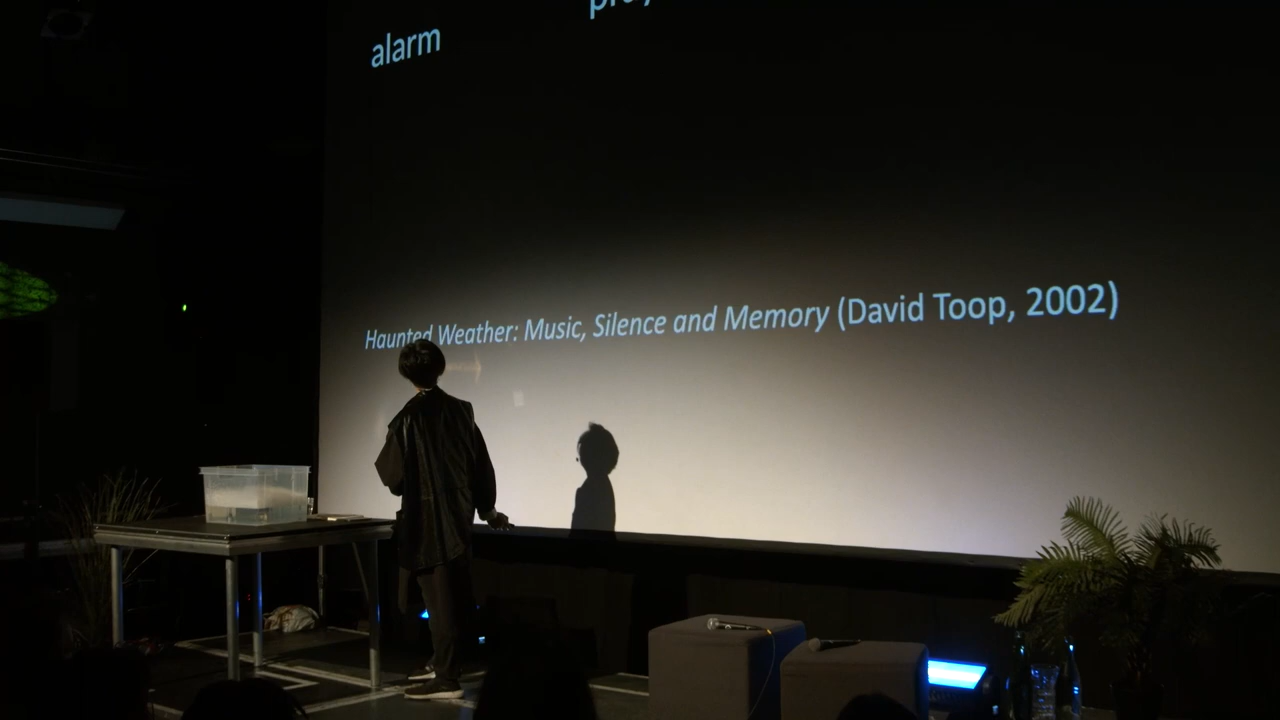 alarm
Haunted Weather: Music, Silence and Memory (David Toop, 2002)